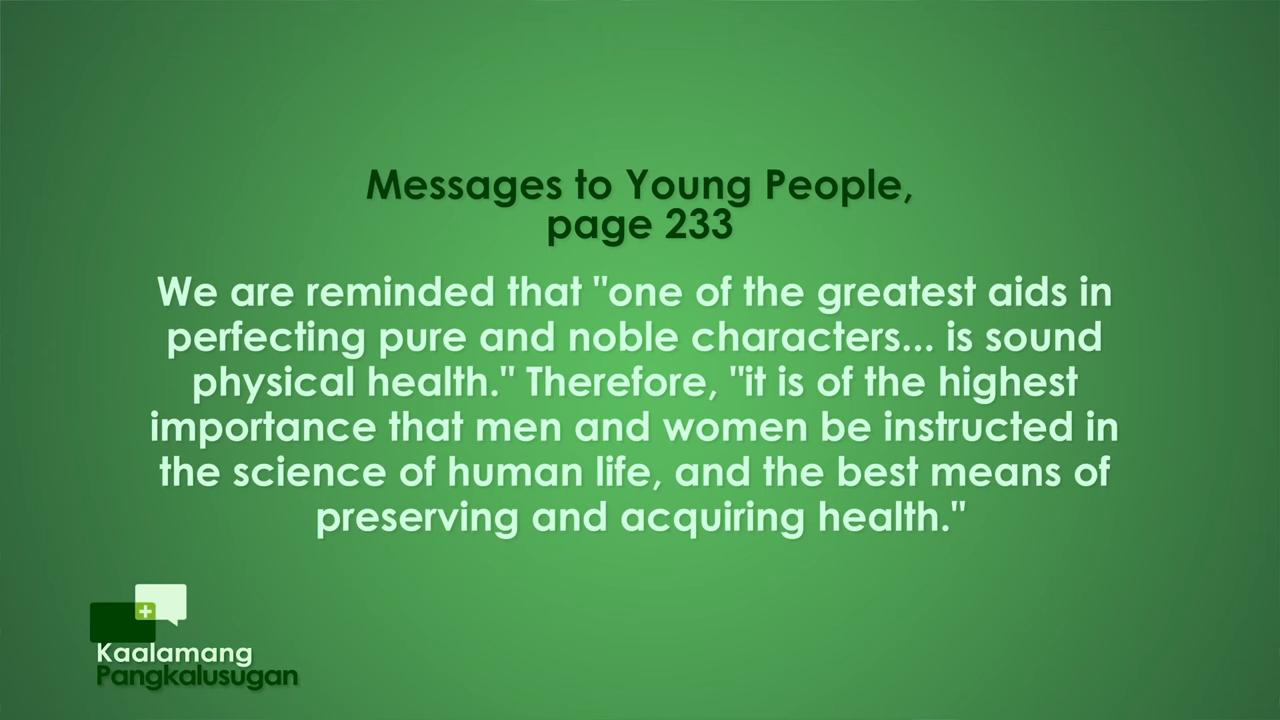 Messages to Young People,
page 233
We are reminded that "one of the greatest aids in
perfecting pure and noble characters... is sound
physical health." Therefore, "it is of the highest
importance that men and women be instructed in
the science of human life, and the best means of
preserving and acquiring health."
Kaalamang
Pangkalusugan